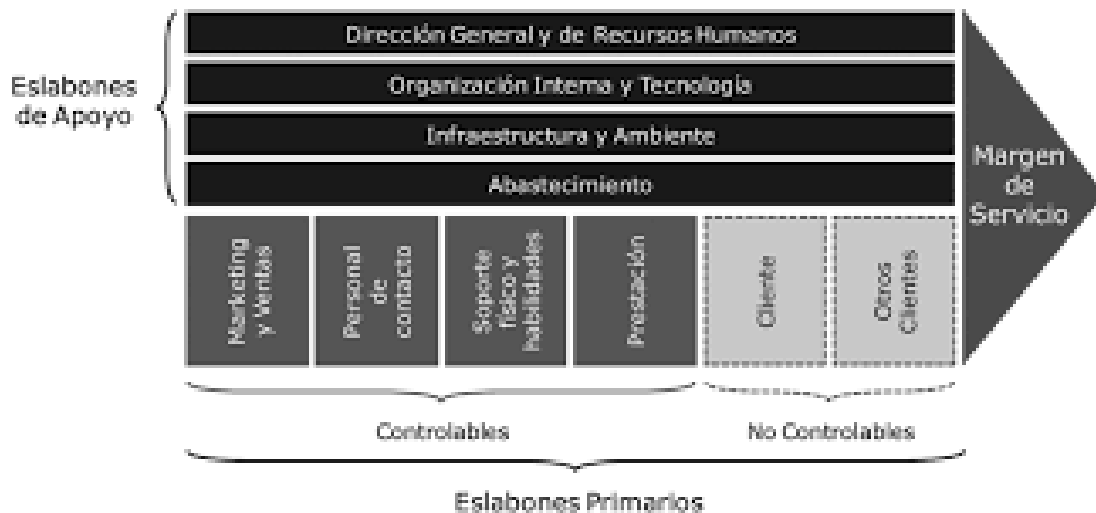 Dirección General y de Recursos Humanos
Organización Interna y Tecnología
Infraestructura y Ambiente
Abastecimiento
Eslabones
de Apoyo
Margen
de
Servicio
Marketing
y Ventas
Personal
de
contacto
Soporte
físico y
habilidades
Prestación
Cliente
Otros
Clientes
Controlables
No Controlables
Eslabones Primarios